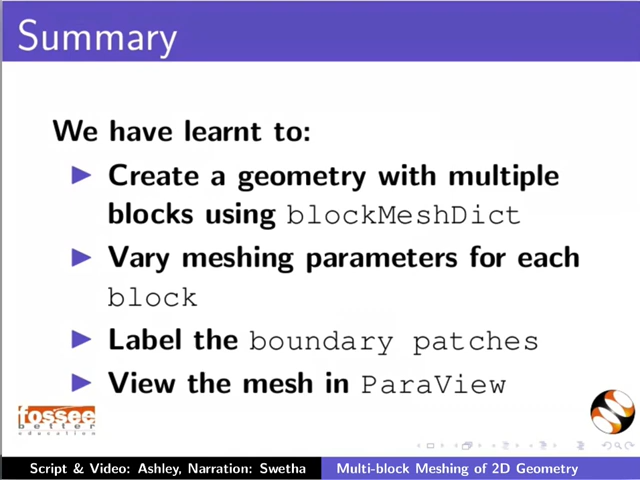 Summary
We have learnt to:
Create a geometry with multiple
blocks using blockMeshDict
Vary meshing parameters for each
block
Label the boundary patches
View the mesh in ParaView
fossee
better
education
Script & Video: Ashley, Narration: Swetha
Multi-block Meshing of 2D Geometry